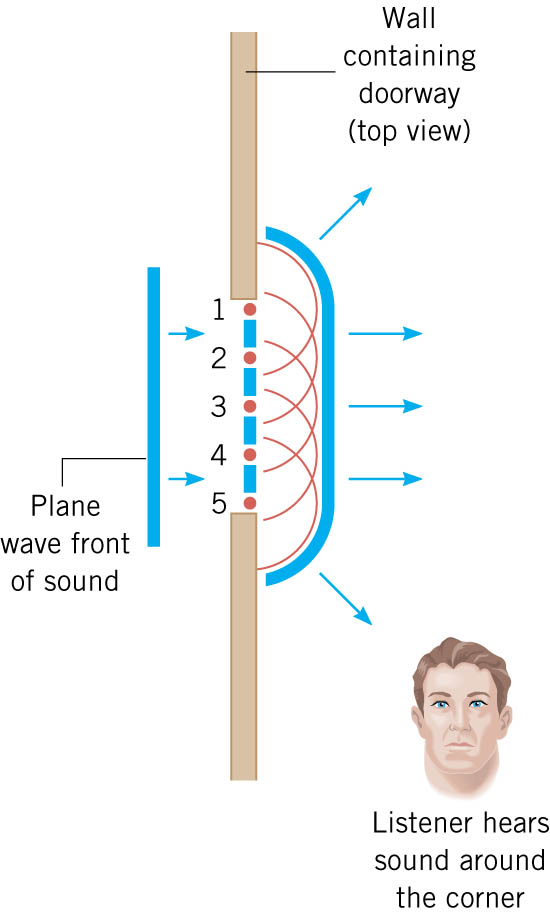 Wall
containing
doorway
(top view)
1
2
3
4
5
Plane
wave front
of sound
Listener hears
sound around
the corner